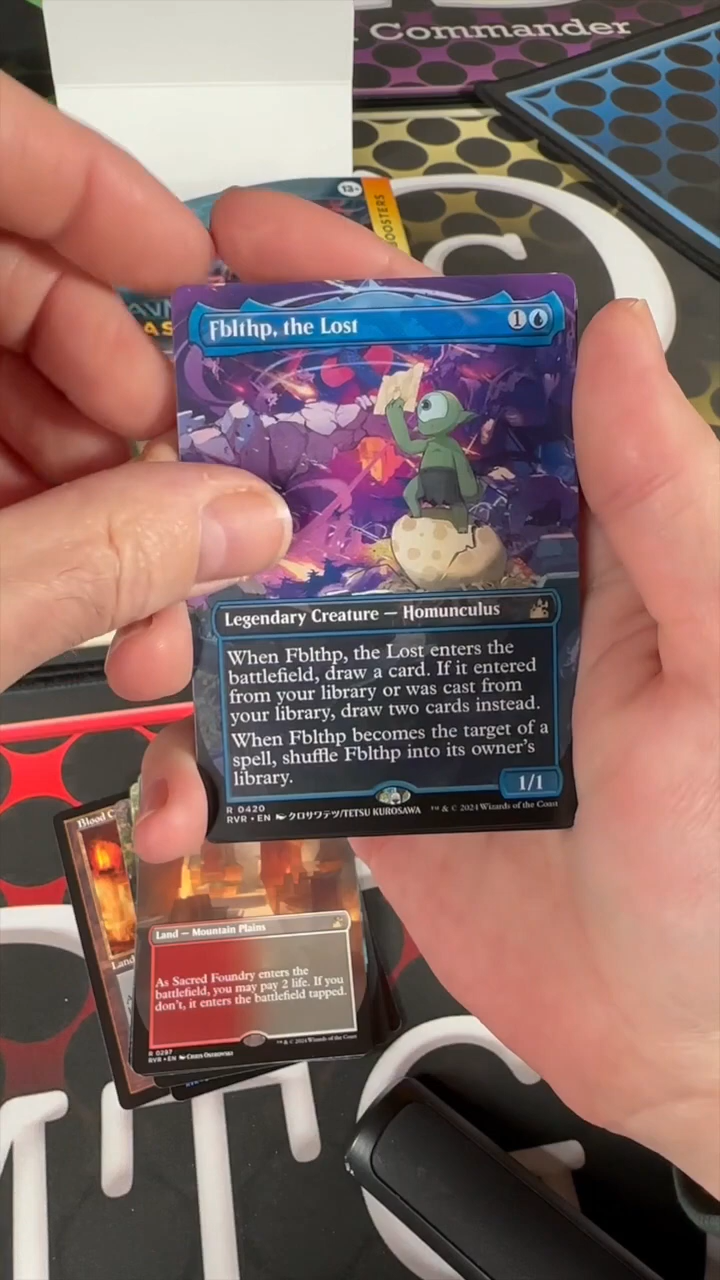 Commander
13+
OOSTERS
Fblthp, the Lost
1
Legendary Creature — Homunculus
When Fblthp, the Lost enters the
battlefield, draw a card. If it entered
from your library or was cast from
your library, draw two cards instead.
When Fblthp becomes the target of a
spell, shuffle Fblthp into its owner's
library.
1/1
R 0420
RVR • EN クロサワテツ/TETSU KUROSAWA ™ & © 2024 Wizards of the Coast
Blood C
Land
Land — Mountain Plains
As Sacred Foundry enters the
battlefield, you may pay 2 life. If you
don't, it enters the battlefield tapped.
R 0297
RVR • EN ™ & © 2024 Wizards of the Coast
MTG